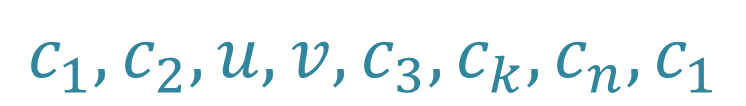 c₁, c₂, u, v, c₃, cₖ, cₙ, c₁